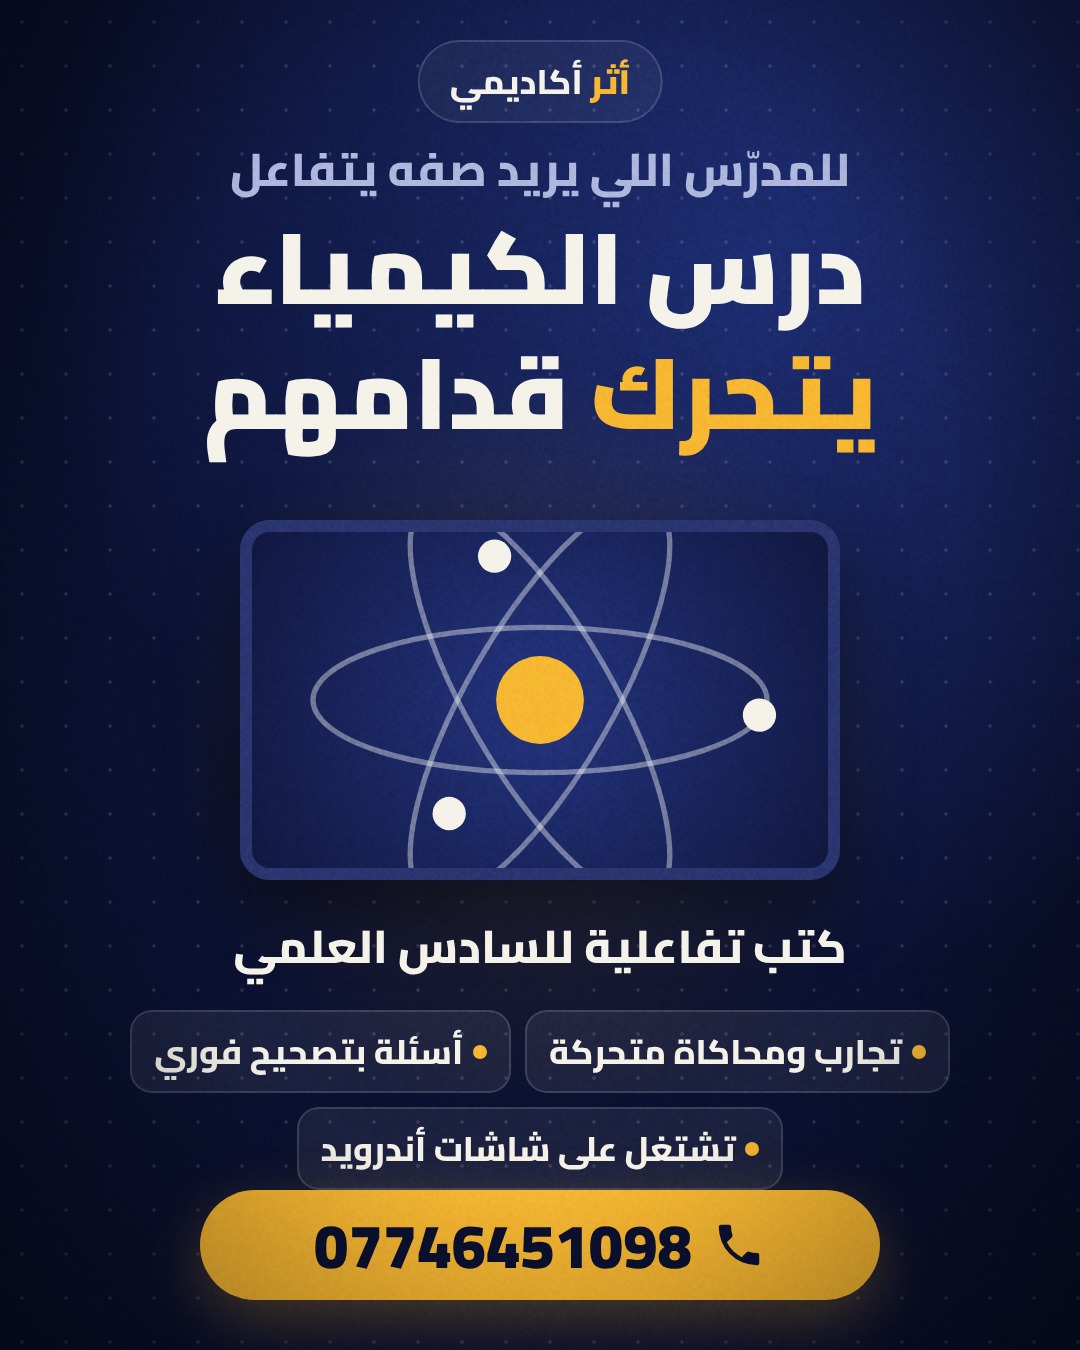 أثر أكاديمي
للمدرّس اللي يريد صفه يتفاعل
درس الكيمياء
يتحرك قدامهم
كتب تفاعلية للسادس العلمي
تجارب ومحاكاة متحركة
أسئلة بتصحيح فوري
تشتغل على شاشات أندرويد
07746451098